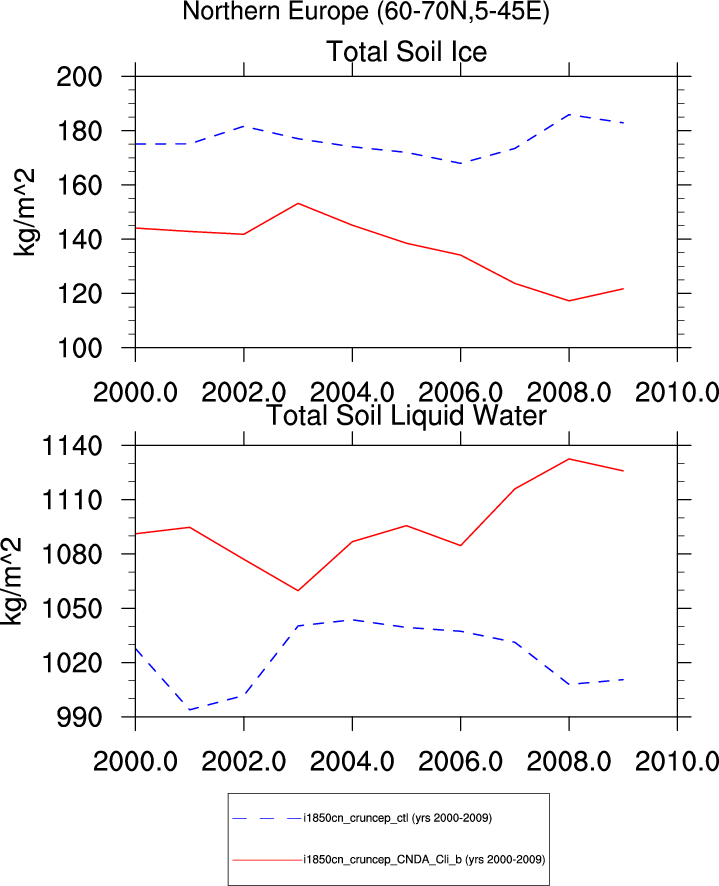 Northern Europe (60-70N,5-45E)
Total Soil Ice
200
180
160
140
120
100
kg/m^2
2000.0 2002.0 2004.0 2006.0 2008.0 2010.0
Total Soil Liquid Water
1140
1110
1080
1050
1020
990
kg/m^2
2000.0 2002.0 2004.0 2006.0 2008.0 2010.0
i1850cn_cruncep_ctl (yrs 2000-2009)
i1850cn_cruncep_CNDA_Cli_b (yrs 2000-2009)